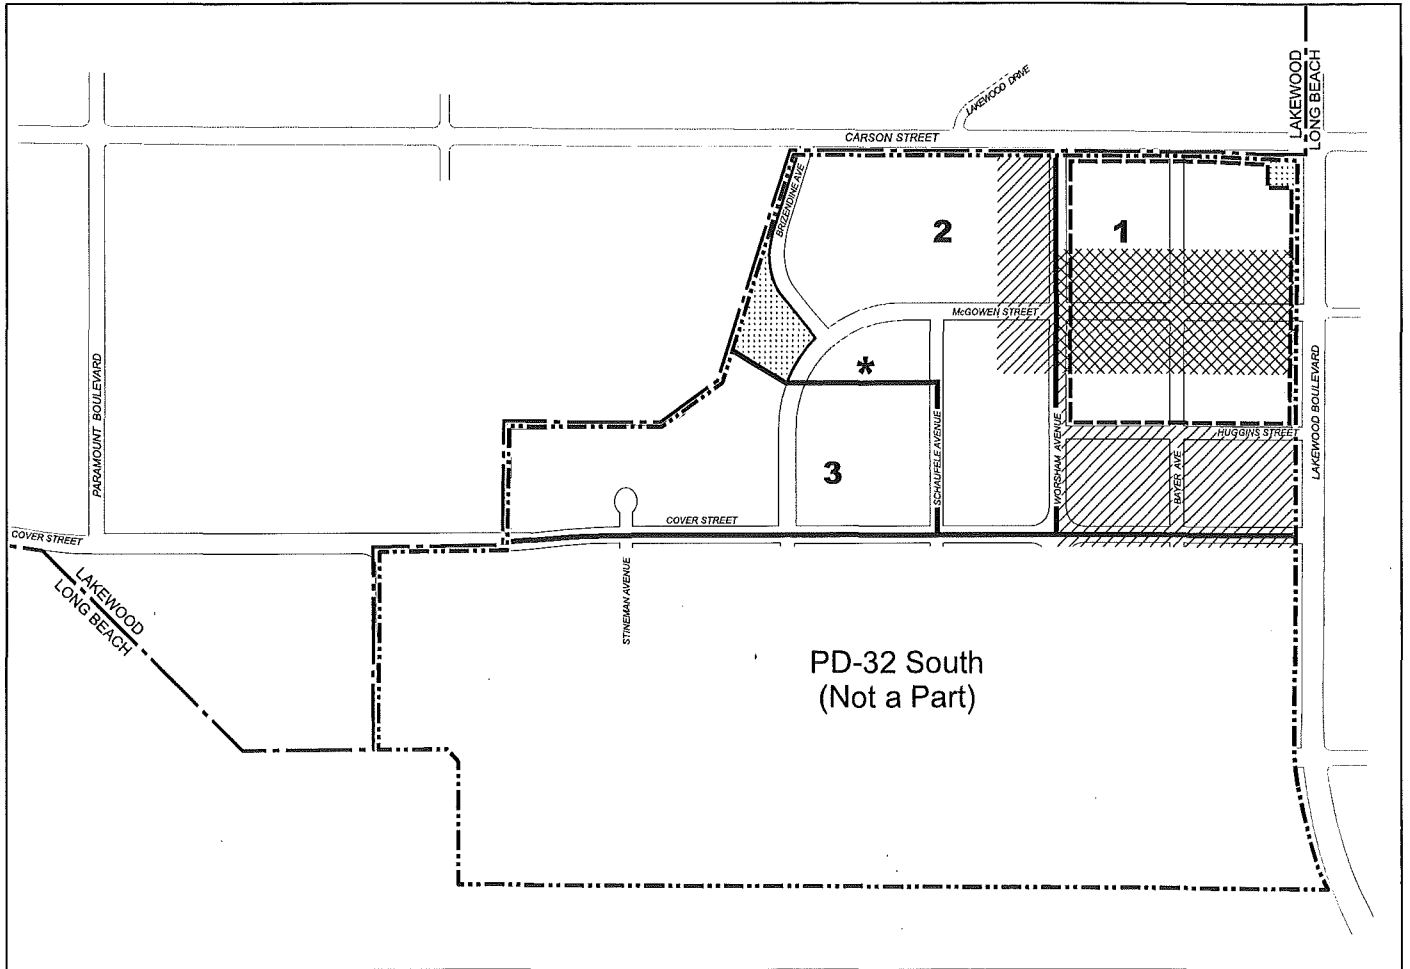 LAKEWOOD
LONG BEACH
LAKEWOOD DRIVE
CARSON STREET
BRIZENDINE AVE
2
1
McGOWEN STREET
*
PARAMOUNT BOULEVARD
LAKEWOOD BOULEVARD
SCHAUFELE AVENUE
WORSHAM AVENUE
HUGGINS STREET
BAYER AVE
3
COVER STREET
COVER STREET
STINEMAN AVENUE
LAKEWOOD
LONG BEACH
PD-32 South
(Not a Part)